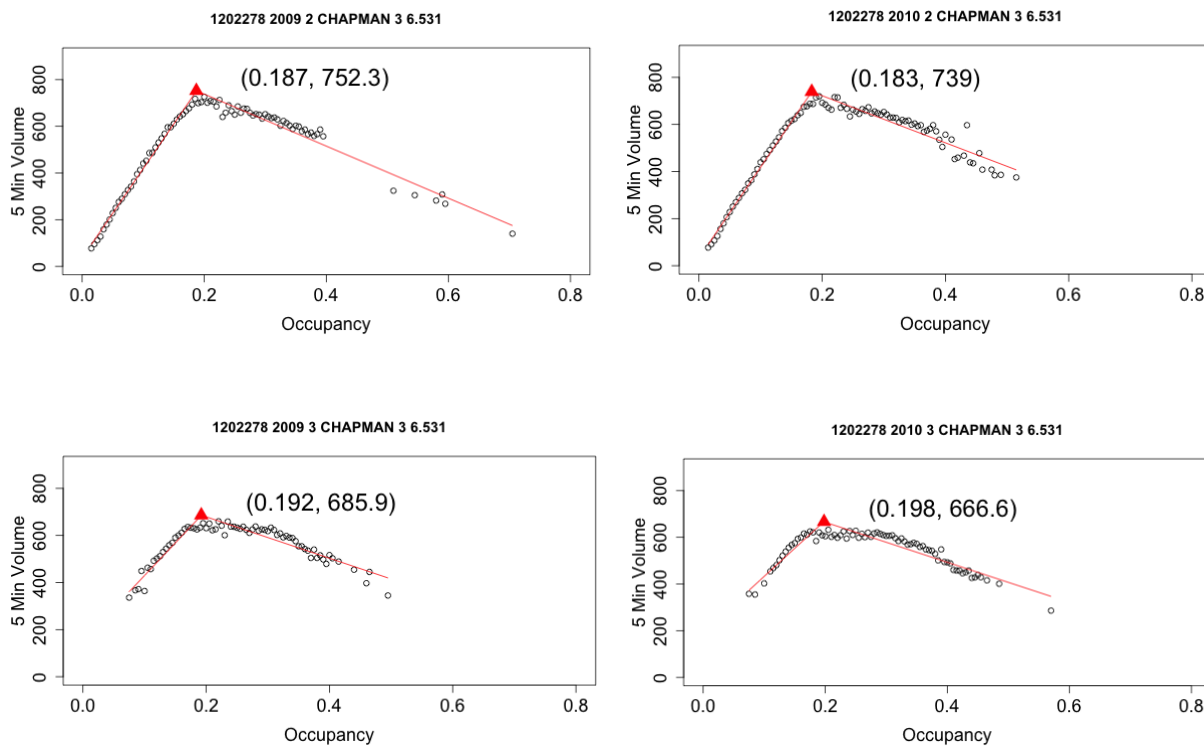 1202278 2009 2 CHAPMAN 3 6.531
(0.187, 752.3)
5 Min Volume
0 200 400 600 800
0.0 0.2 0.4 0.6 0.8
Occupancy
1202278 2010 2 CHAPMAN 3 6.531
(0.183, 739)
5 Min Volume
0 200 400 600 800
0.0 0.2 0.4 0.6 0.8
Occupancy
1202278 2009 3 CHAPMAN 3 6.531
(0.192, 685.9)
5 Min Volume
0 200 400 600 800
0.0 0.2 0.4 0.6 0.8
Occupancy
1202278 2010 3 CHAPMAN 3 6.531
(0.198, 666.6)
5 Min Volume
0 200 400 600 800
0.0 0.2 0.4 0.6 0.8
Occupancy